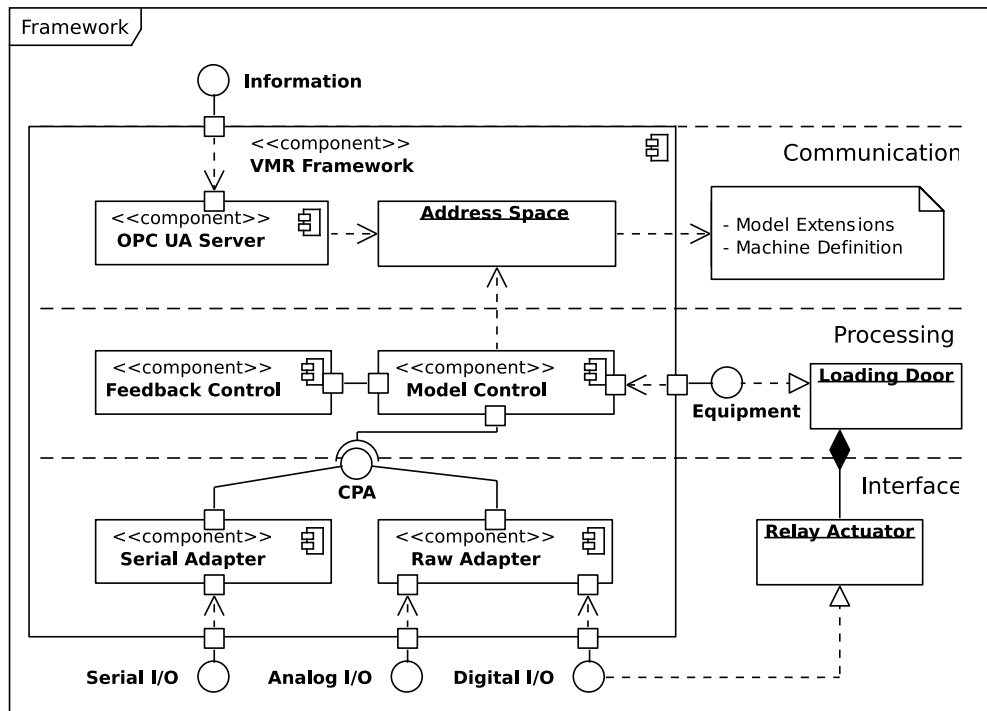 Framework
Information
<<component>>
VMR Framework
Communication
<<component>>
OPC UA Server
Address Space
- Model Extensions
- Machine Definition
Processing
<<component>>
Feedback Control
<<component>>
Model Control
Equipment
Loading Door
CPA
Interface
<<component>>
Serial Adapter
<<component>>
Raw Adapter
Relay Actuator
Serial I/O
Analog I/O
Digital I/O